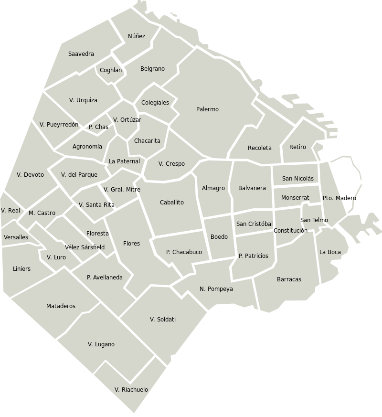 Núñez
Saavedra
Coghlan
Belgrano
V. Urquiza
Colegiales
Palermo
V. Pueyrredón
P. Chas
V. Ortúzar
Agronomía
Chacarita
Recoleta
Retiro
La Paternal
V. Crespo
V. Devoto
V. del Parque
San Nicolás
V. Gral. Mitre
Almagro
Balvanera
Monserrat
Pto. Madero
V. Real
M. Castro
V. Santa Rita
Caballito
San Telmo
San Cristóbal
Constitución
Versalles
Floresta
Boedo
Vélez Sársfield
Flores
V. Luro
P. Chacabuco
P. Patricios
La Boca
Liniers
P. Avellaneda
Barracas
N. Pompeya
Mataderos
V. Soldati
V. Lugano
V. Riachuelo